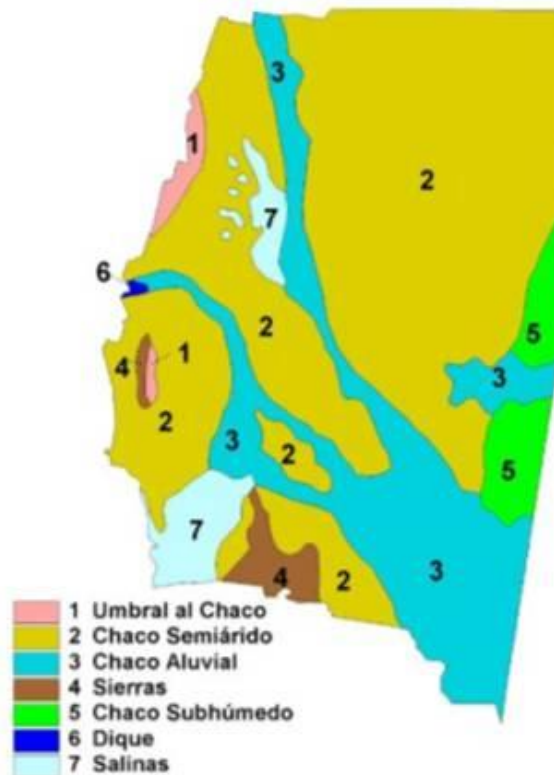 3
1
2
7
6
2
5
4
1
3
2
3
2
5
7
4
2
3
1 Umbral al Chaco
2 Chaco Semiárido
3 Chaco Aluvial
4 Sierras
5 Chaco Subhúmedo
6 Dique
7 Salinas